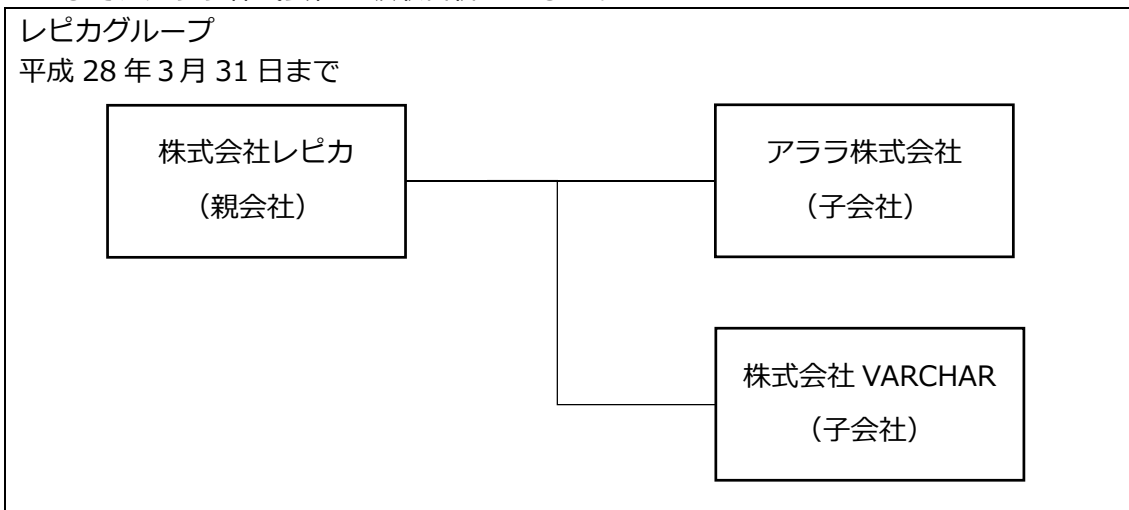 レピカグループ
平成 28 年３月 31 日まで
株式会社レピカ
（親会社）
アララ株式会社
（子会社）
株式会社 VARCHAR
（子会社）